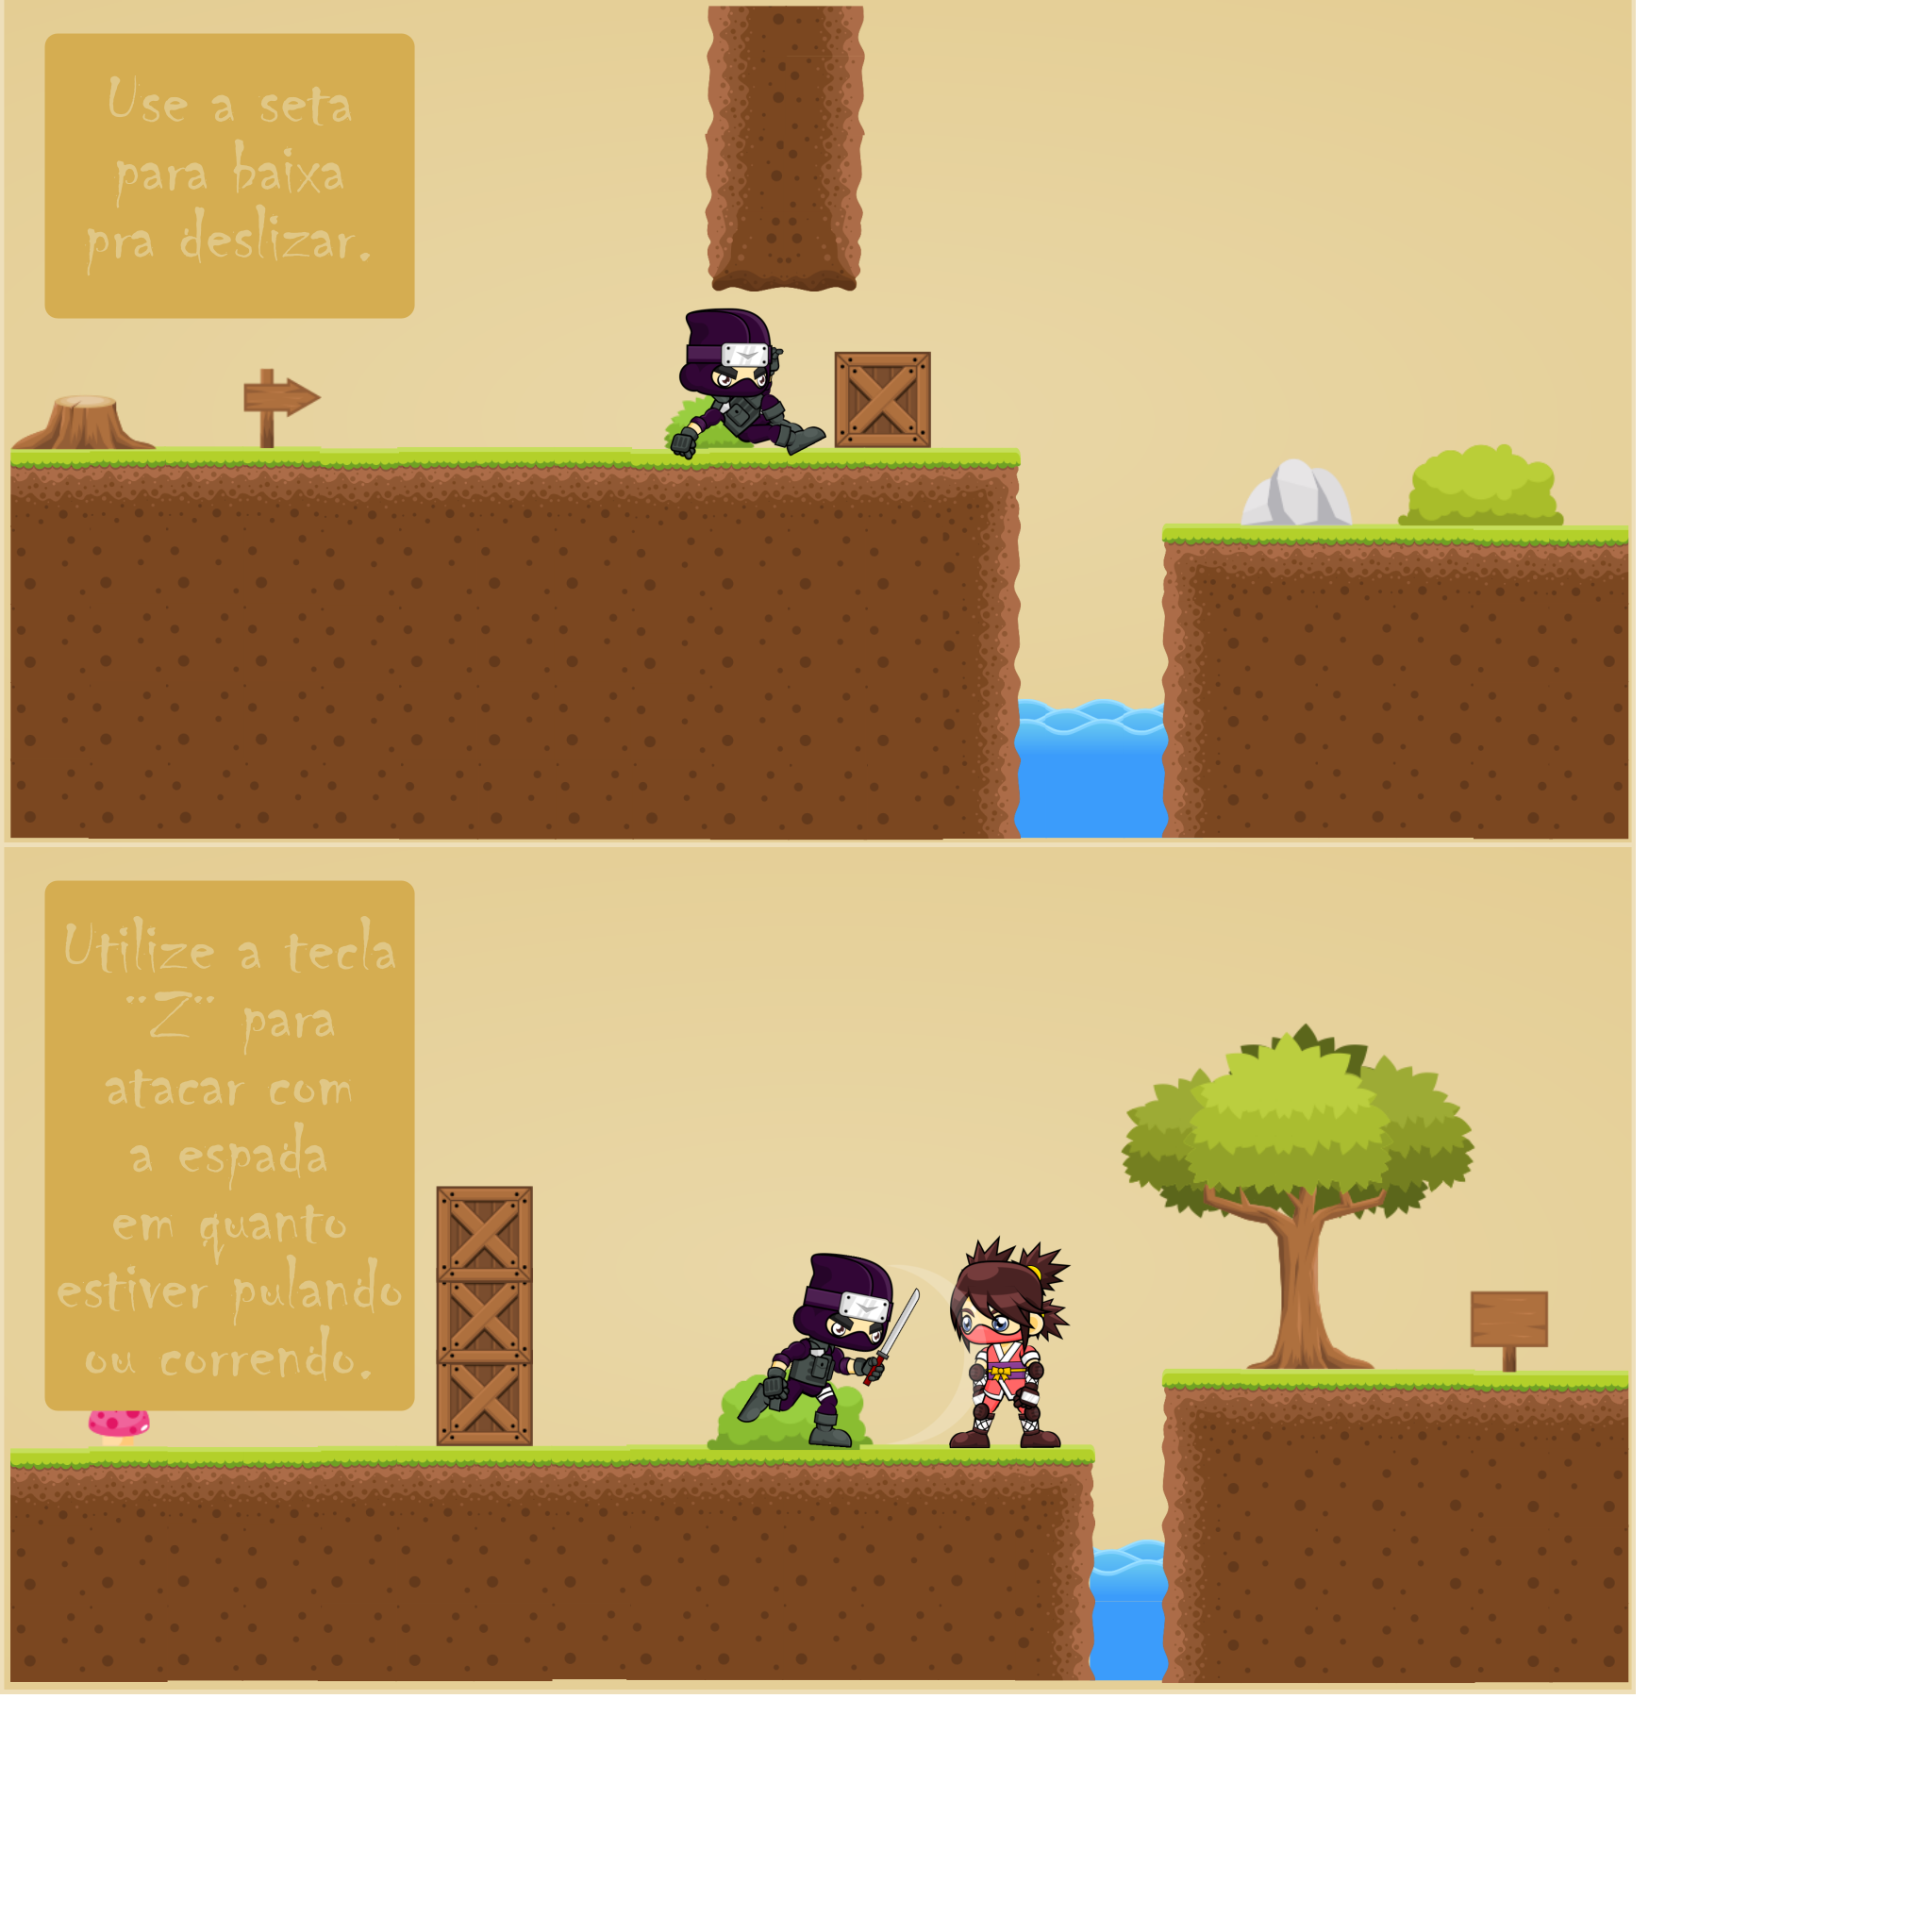 Use a seta
para baixa
pra deslizar.
Utilize a tecla
¨Z¨ para
atacar com
a espada
em quanto
estiver pulando
ou correndo.